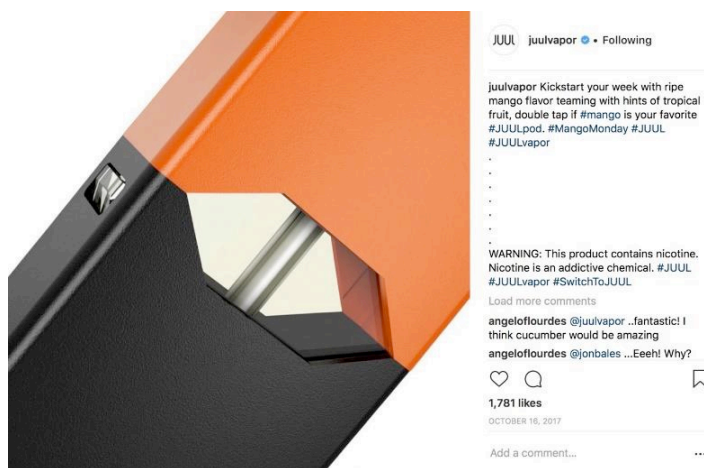 JUUL juulvapor • Following
juulvapor Kickstart your week with ripe
mango flavor teaming with hints of tropical
fruit, double tap if #mango is your favorite
#JUULpod. #MangoMonday #JUUL
#JUULvapor
.
.
.
.
.
.
.
WARNING: This product contains nicotine.
Nicotine is an addictive chemical. #JUUL
#JUULvapor #SwitchToJUUL
Load more comments
angeloflourdes @juulvapor ..fantastic! I
think cucumber would be amazing
angeloflourdes @jonbales ...Eeeh! Why?
1,781 likes
OCTOBER 16, 2017
Add a comment...
...